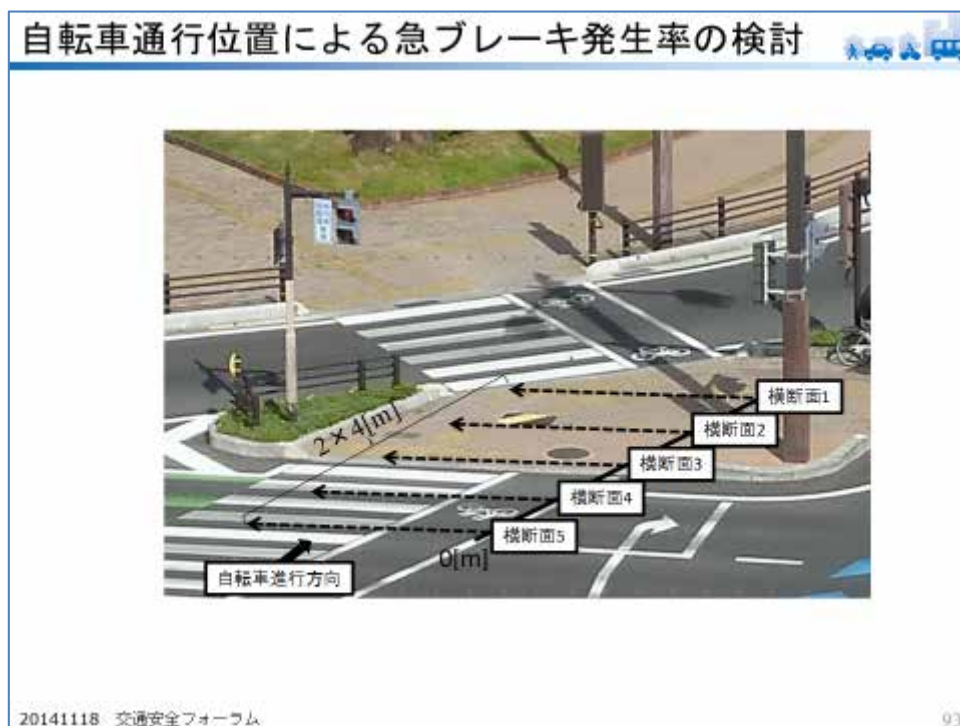 自転車通行位置による急ブレーキ発生率の検討
横断面1
横断面2
2×4[m]
横断面3
横断面4
横断面5
0[m]
自転車進行方向
20141118 交通安全フォーラム
93